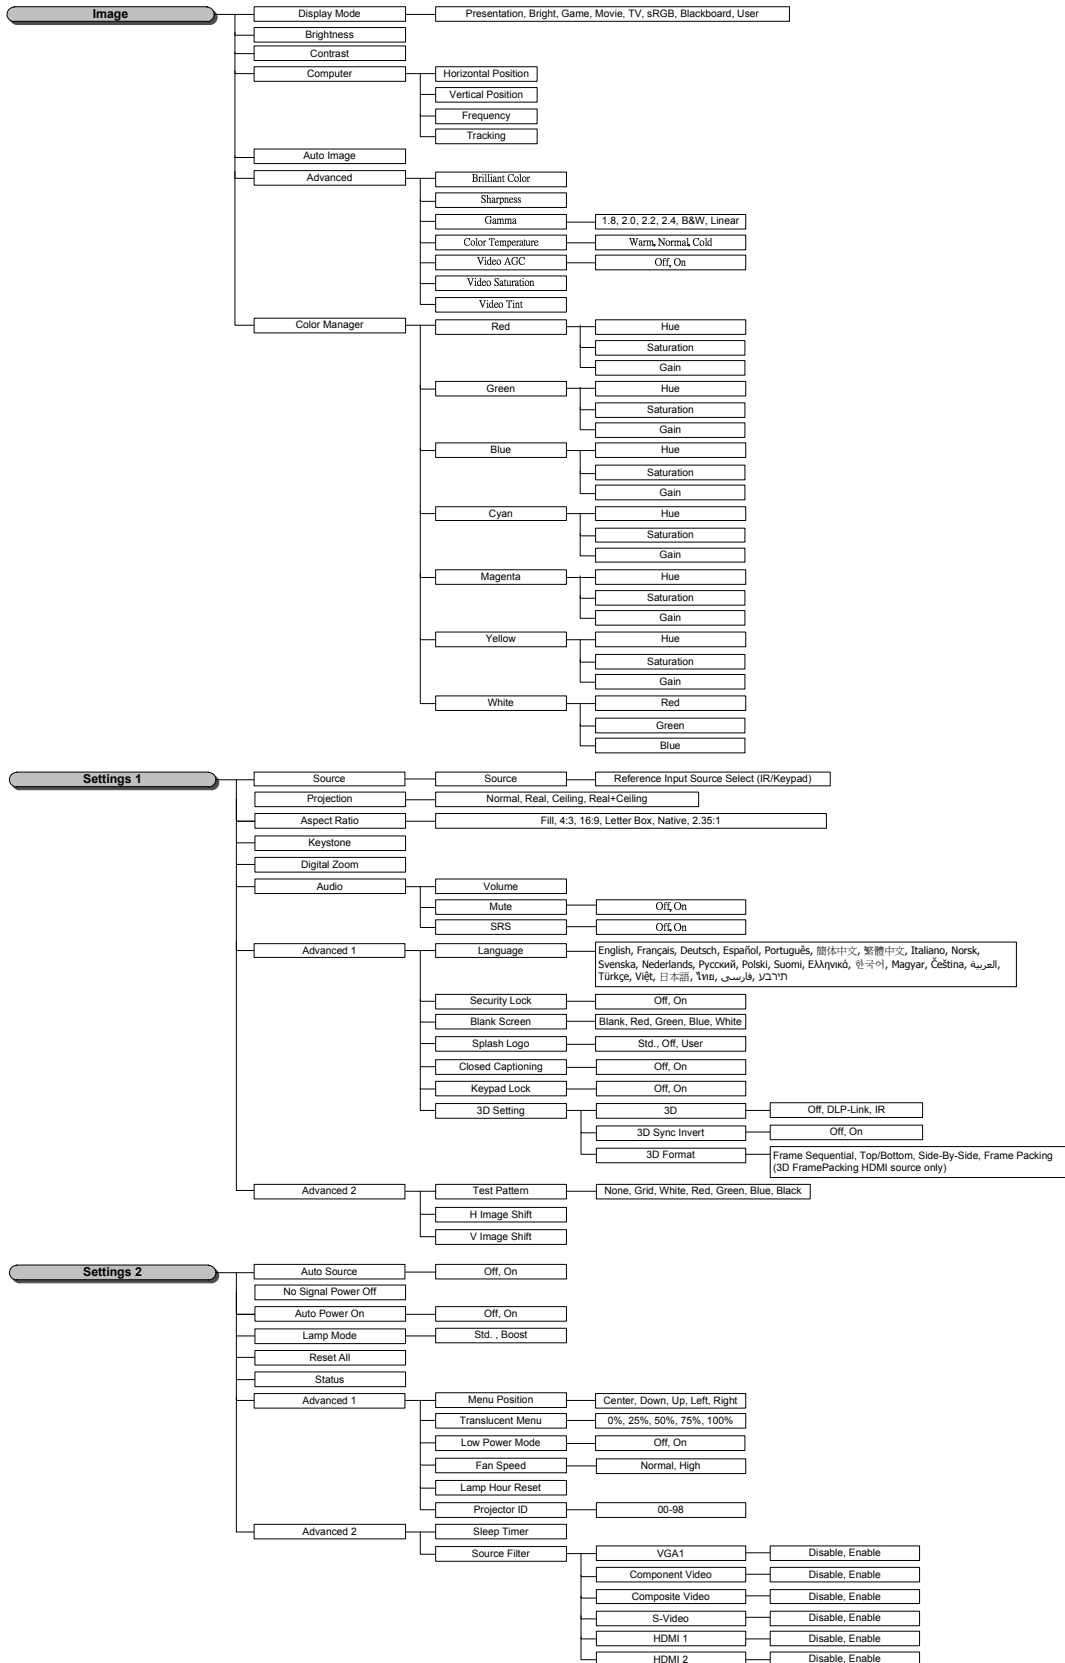 Image
Display Mode
Presentation, Bright, Game, Movie, TV, sRGB, Blackboard, User
Brightness
Contrast
Computer
Horizontal Position
Vertical Position
Frequency
Tracking
Auto Image
Advanced
Brilliant Color
Sharpness
Gamma
1.8, 2.0, 2.2, 2.4, B&W, Linear
Color Temperature
Warm, Normal, Cold
Video AGC
Off, On
Video Saturation
Video Tint
Color Manager
Red
Hue
Saturation
Gain
Green
Hue
Saturation
Gain
Blue
Hue
Saturation
Gain
Cyan
Hue
Saturation
Gain
Magenta
Hue
Saturation
Gain
Yellow
Hue
Saturation
Gain
White
Red
Green
Blue
Settings 1
Source
Source
Reference Input Source Select (IR/Keypad)
Projection
Normal, Real, Ceiling, Real+Ceiling
Aspect Ratio
Fill, 4:3, 16:9, Letter Box, Native, 2.35:1
Keystone
Digital Zoom
Audio
Volume
Mute
Off, On
SRS
Off, On
Advanced 1
Language
English, Français, Deutsch, Español, Português, 簡体中文, 繁體中文, Italiano, Norsk,
Svenska, Nederlands, Русский, Polski, Suomi, Ελληνικά, 한국어, Magyar, Čeština, العربية,
Türkçe, Việt, 日本語, ไทย, فارسی, תירבע
Security Lock
Off, On
Blank Screen
Blank, Red, Green, Blue, White
Splash Logo
Std., Off, User
Closed Captioning
Off, On
Keypad Lock
Off, On
3D Setting
3D
Off, DLP-Link, IR
3D Sync Invert
Off, On
3D Format
Frame Sequential, Top/Bottom, Side-By-Side, Frame Packing
(3D FramePacking HDMI source only)
Advanced 2
Test Pattern
None, Grid, White, Red, Green, Blue, Black
H Image Shift
V Image Shift
Settings 2
Auto Source
Off, On
No Signal Power Off
Auto Power On
Off, On
Lamp Mode
Std. , Boost
Reset All
Status
Advanced 1
Menu Position
Center, Down, Up, Left, Right
Translucent Menu
0%, 25%, 50%, 75%, 100%
Low Power Mode
Off, On
Fan Speed
Normal, High
Lamp Hour Reset
Projector ID
00-98
Advanced 2
Sleep Timer
Source Filter
VGA1
Disable, Enable
Component Video
Disable, Enable
Composite Video
Disable, Enable
S-Video
Disable, Enable
HDMI 1
Disable, Enable
HDMI 2
Disable, Enable